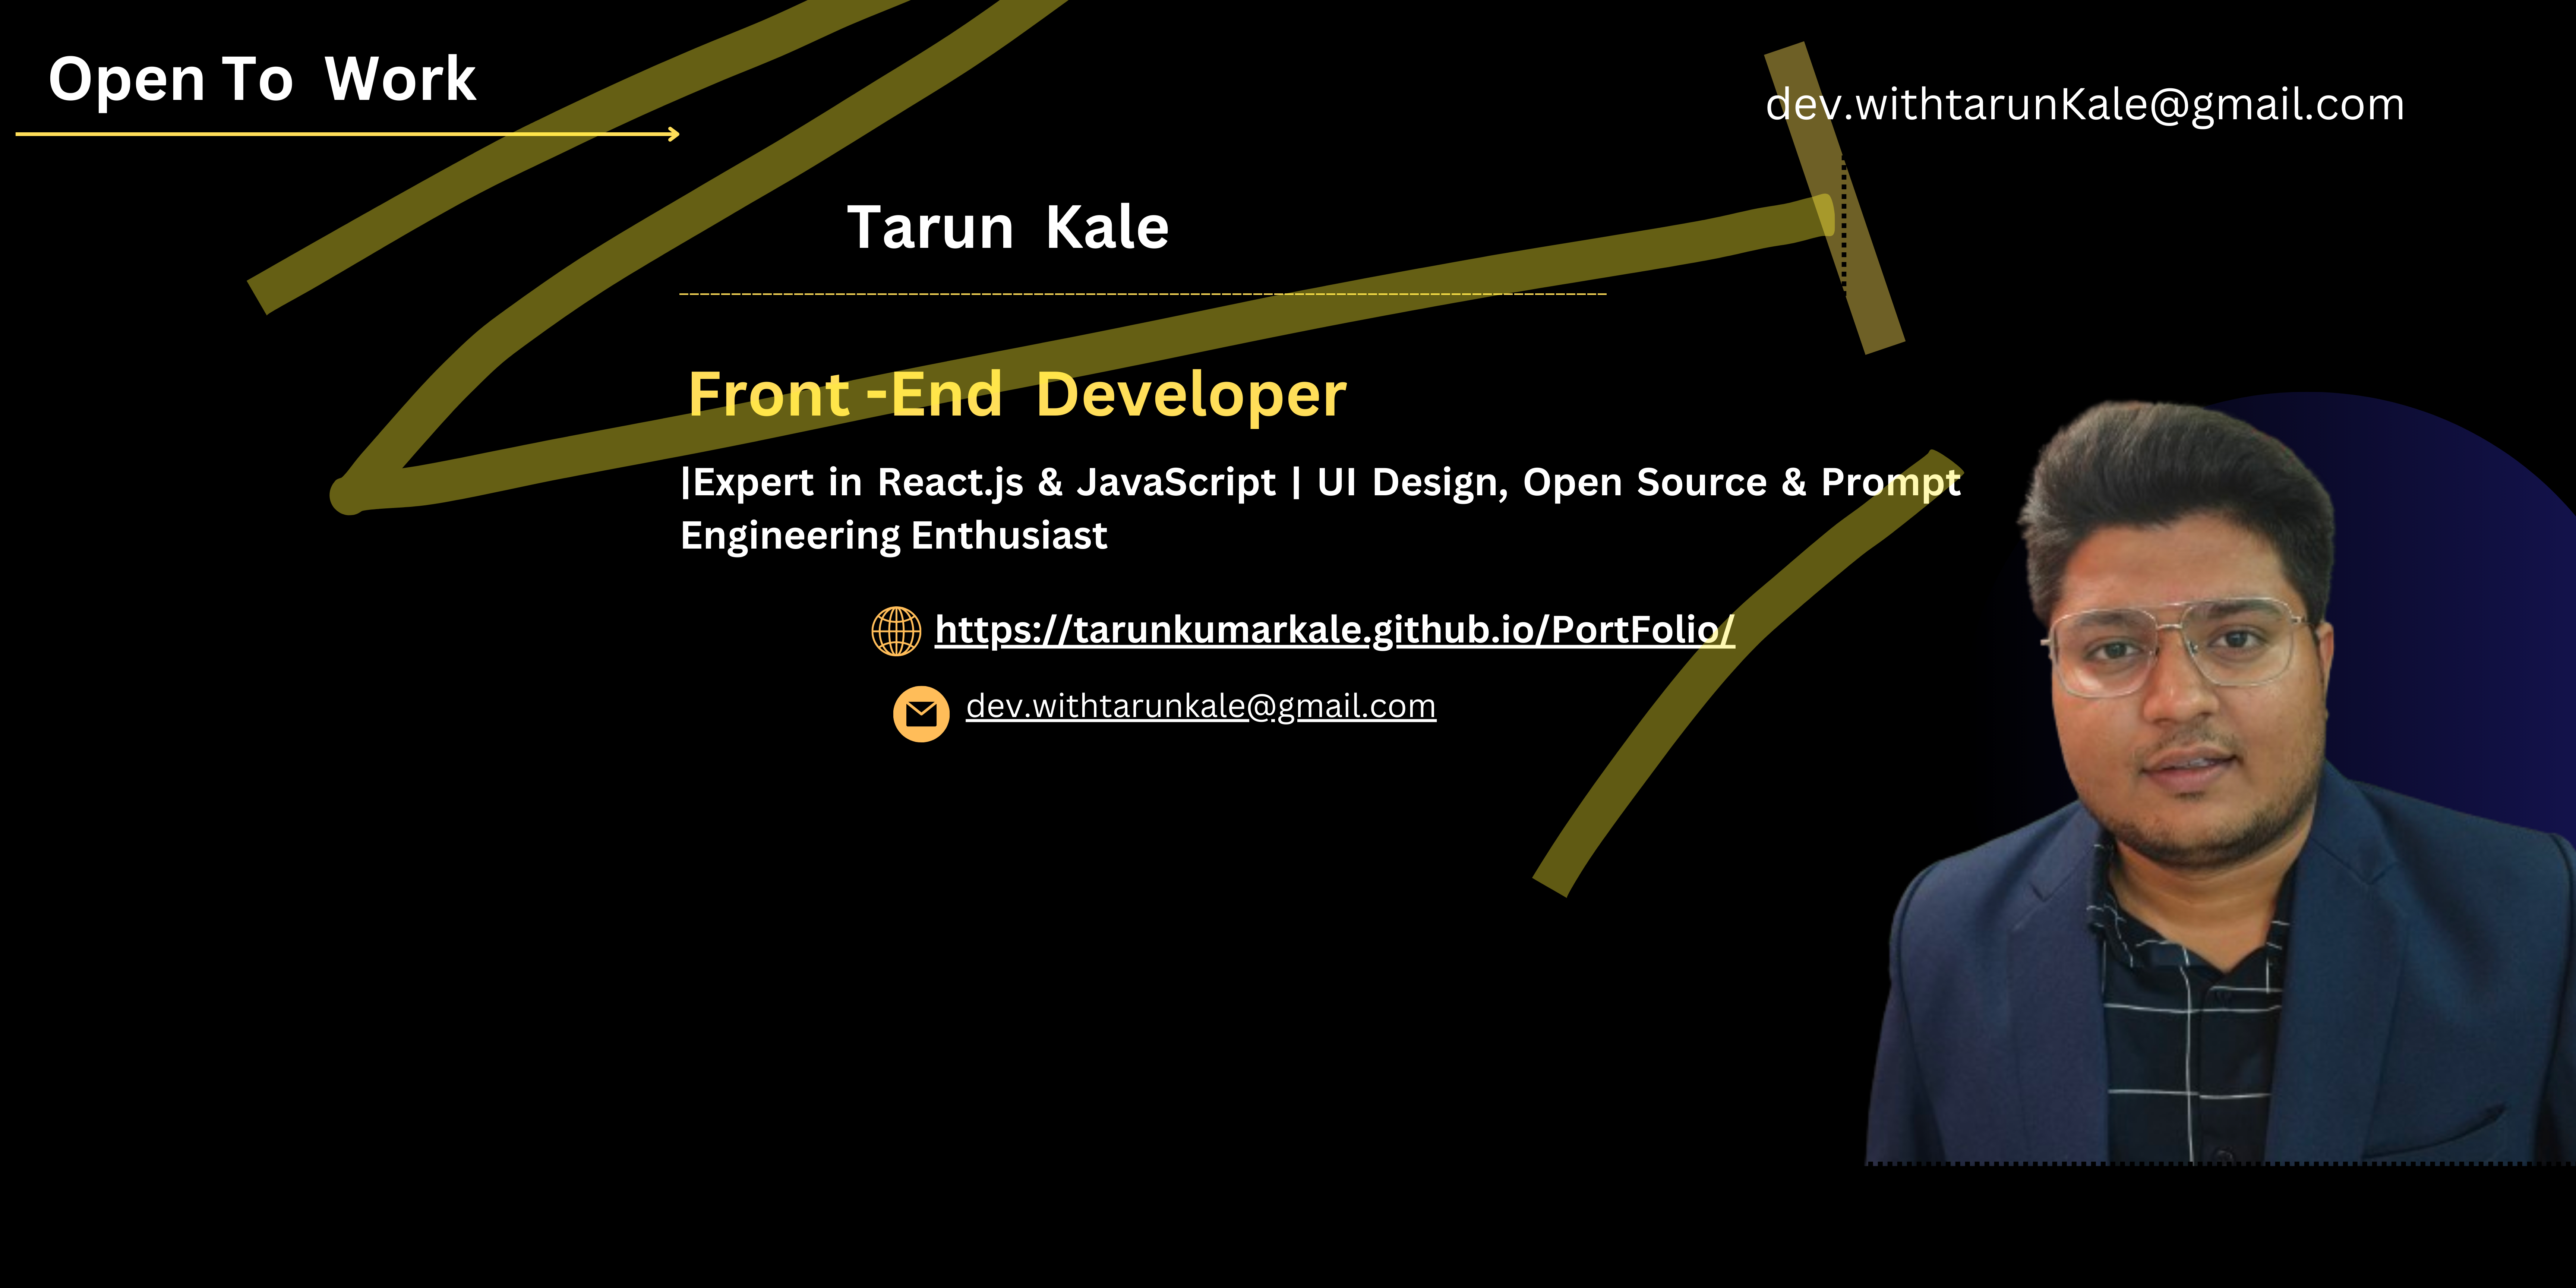 Open To Work
dev.withtarunKale@gmail.com
Tarun Kale
Front -End Developer
|Expert in React.js & JavaScript | UI Design, Open Source & Prompt
Engineering Enthusiast
https://tarunkumarkale.github.io/PortFolio/
dev.withtarunkale@gmail.com